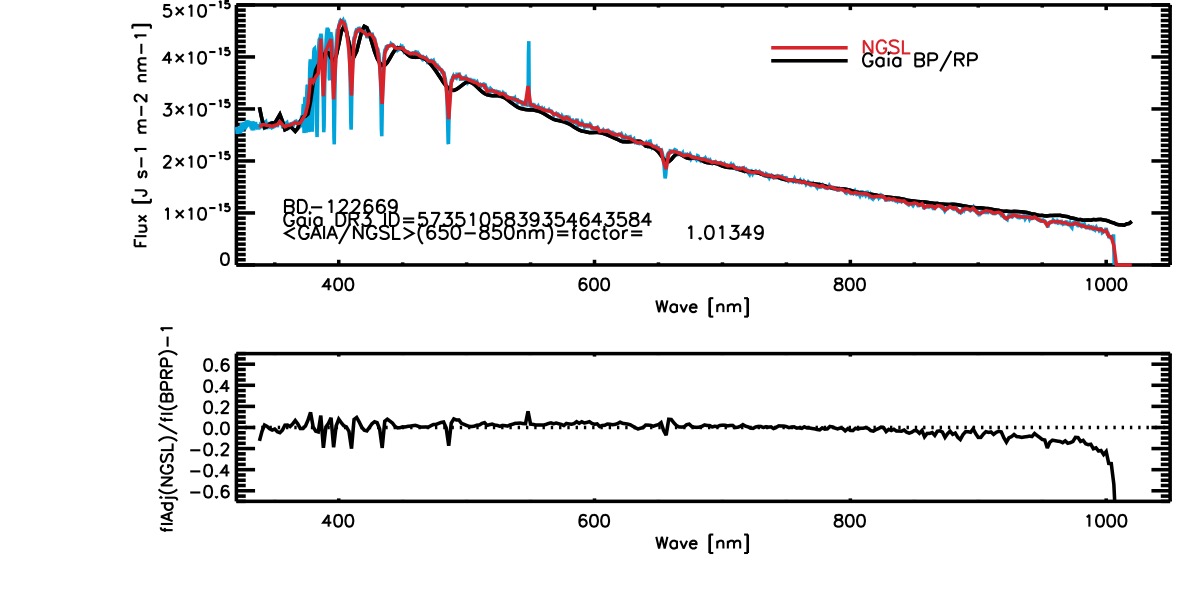 5×10⁻¹⁵
4×10⁻¹⁵
3×10⁻¹⁵
2×10⁻¹⁵
1×10⁻¹⁵
0
Flux [J s−1 m−2 nm−1]
NGSL
Gaia BP/RP
BD−122669
Gaia DR3 ID=5735105839354643584
<GAIA/NGSL>(650−850nm)=factor= 1.01349
400 600 800 1000
Wave [nm]
0.6
0.4
0.2
0.0
−0.2
−0.4
−0.6
flAdj(NGSL)/fl(BPRP)−1
400 600 800 1000
Wave [nm]